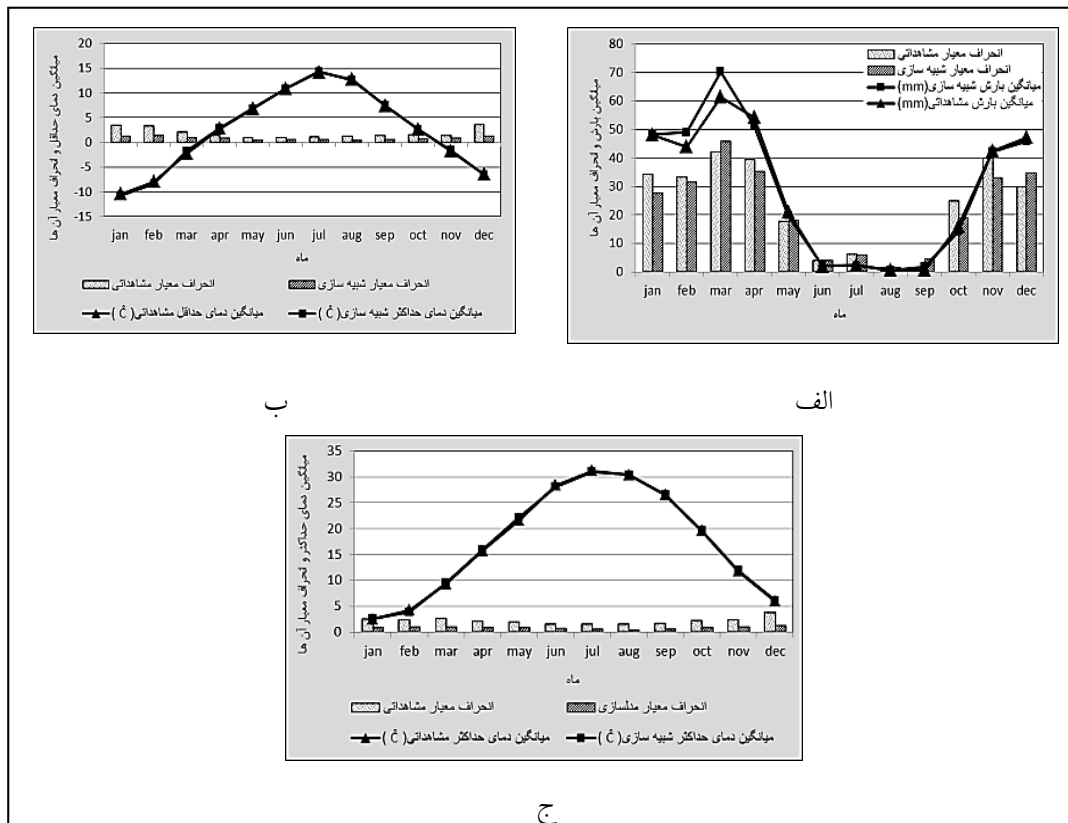 میانگین بارش و انحراف معیار آن ها
80
70
60
50
40
30
20
10
0
jan feb mar apr may jun jul aug sep oct nov dec
ماه
انحراف معیار مشاهداتی
انحراف معیار شبیه سازی
میانگین بارش شبیه سازی(mm)
میانگین بارش مشاهداتی(mm)
الف
میانگین دمای حداقل و انحراف معیار آن ها
20
15
10
5
0
-5
-10
-15
jan feb mar apr may jun jul aug sep oct nov dec
ماه
انحراف معیار مشاهداتی
انحراف معیار شبیه سازی
میانگین دمای حداقل مشاهداتی( C̊ )
میانگین دمای حداکثر شبیه سازی( C̊ )
ب
میانگین دمای حداکثر و انحراف معیار آن ها
35
30
25
20
15
10
5
0
jan feb mar apr may jun jul aug sep oct nov dec
ماه
انحراف معیار مشاهداتی
انحراف معیار مدلسازی
میانگین دمای حداکثر مشاهداتی( C̊ )
میانگین دمای حداکثر شبیه سازی( C̊ )
ج